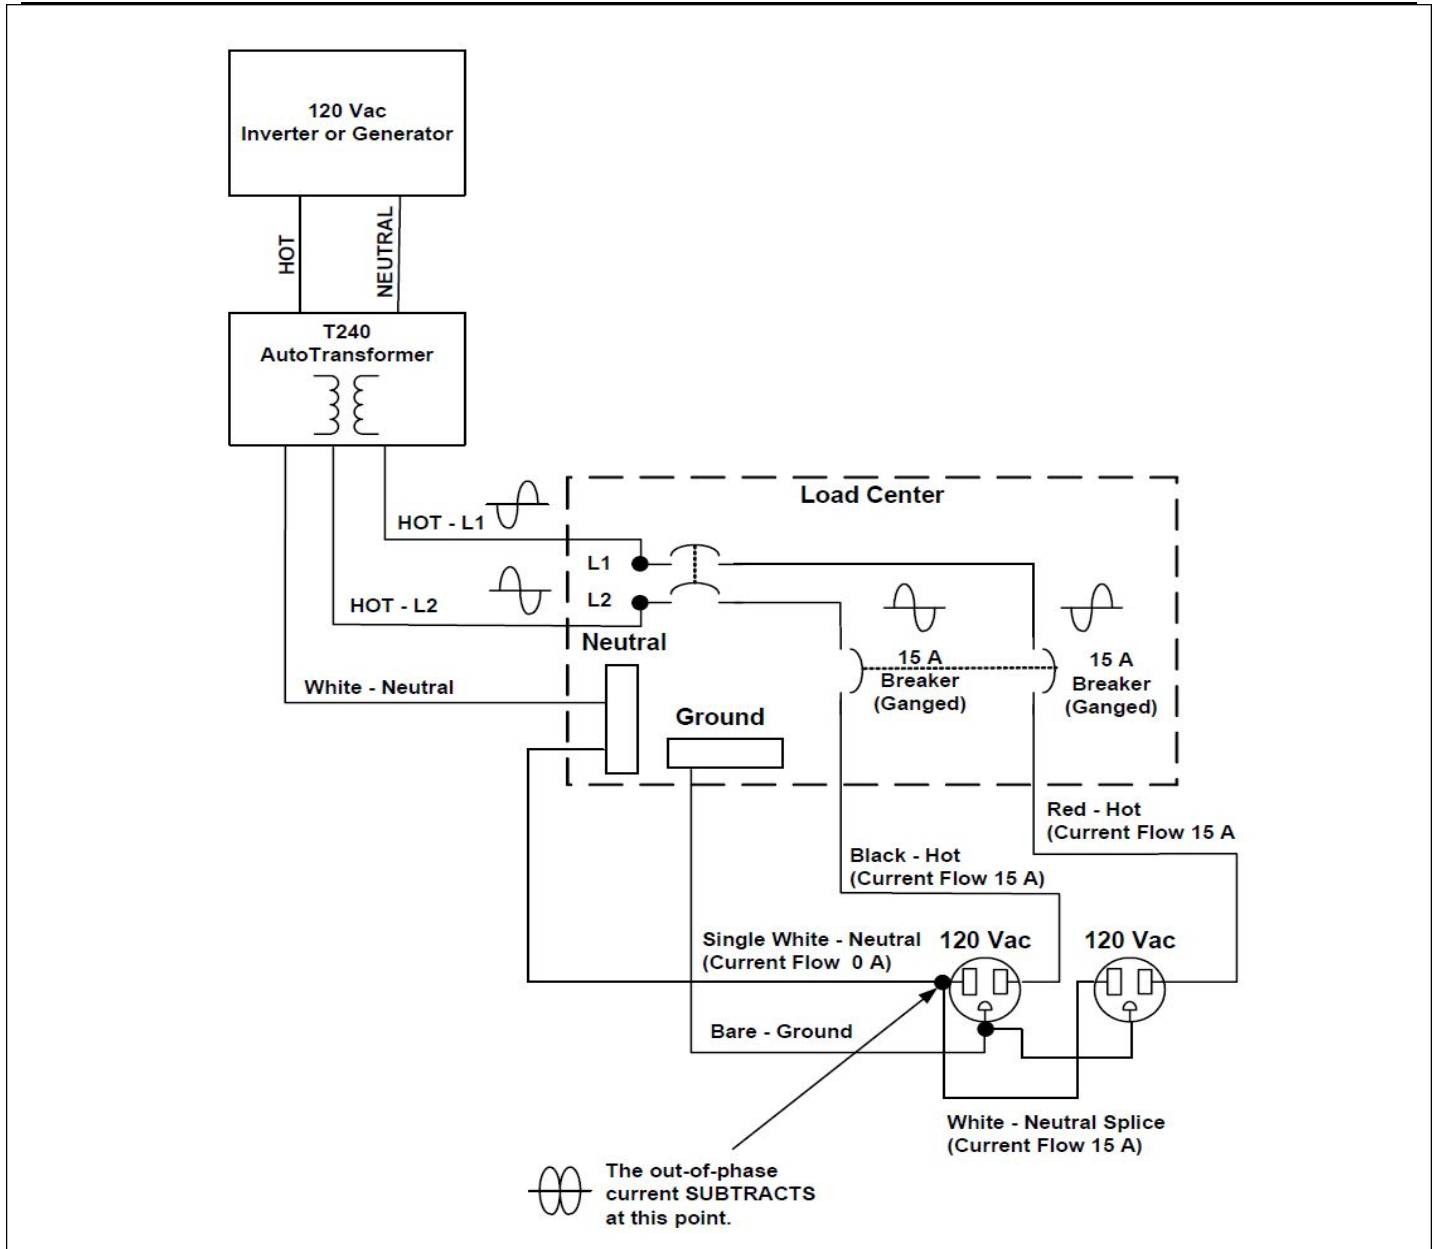 120 Vac
Inverter or Generator
HOT
NEUTRAL
T240
AutoTransformer
Load Center
HOT - L1
L1
HOT - L2
L2
Neutral
15 A
Breaker
(Ganged)
15 A
Breaker
(Ganged)
White - Neutral
Ground
Red - Hot
(Current Flow 15 A
Black - Hot
(Current Flow 15 A)
Single White - Neutral
(Current Flow 0 A)
120 Vac
120 Vac
Bare - Ground
White - Neutral Splice
(Current Flow 15 A)
The out-of-phase
current SUBTRACTS
at this point.